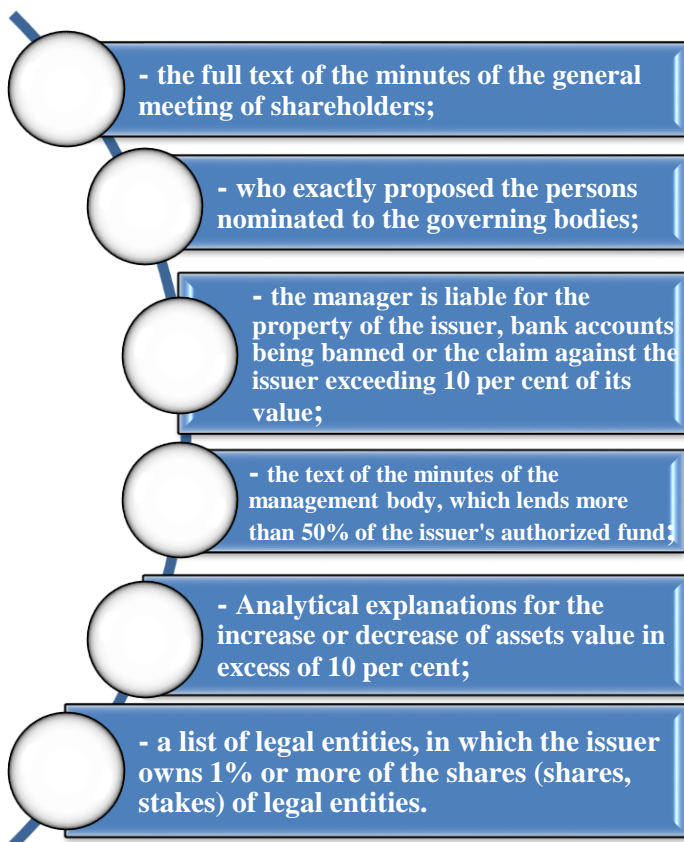 - the full text of the minutes of the general
meeting of shareholders;
- who exactly proposed the persons
nominated to the governing bodies;
- the manager is liable for the
property of the issuer, bank accounts
being banned or the claim against the
issuer exceeding 10 per cent of its
value;
- the text of the minutes of the
management body, which lends more
than 50% of the issuer's authorized fund;
- Analytical explanations for the
increase or decrease of assets value in
excess of 10 per cent;
- a list of legal entities, in which the issuer
owns 1% or more of the shares (shares,
stakes) of legal entities.